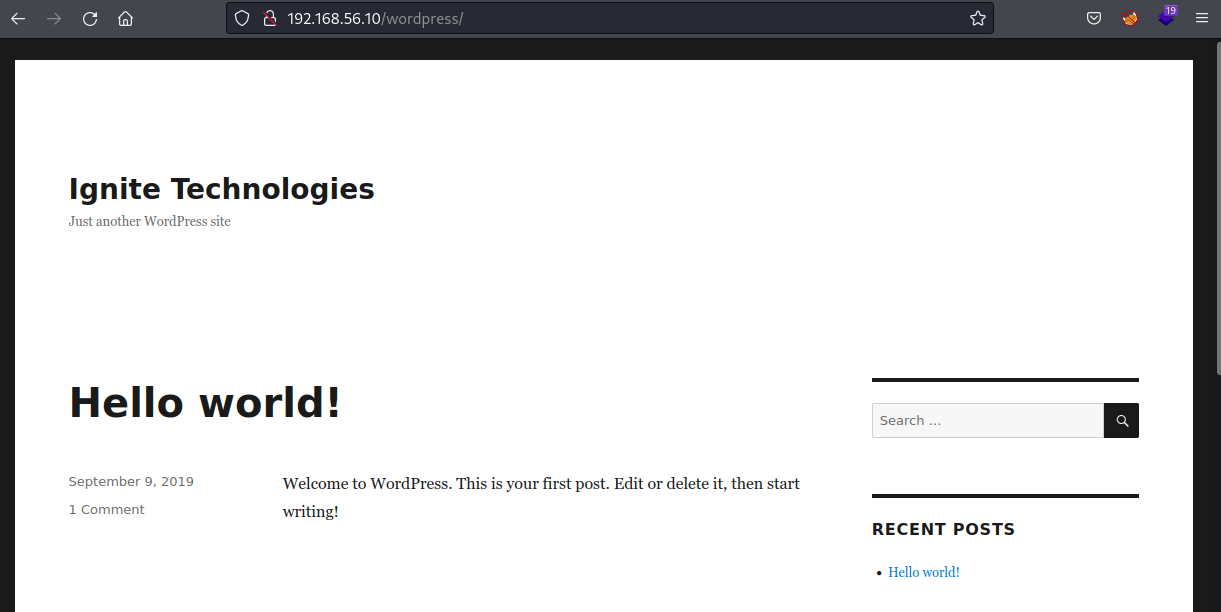 192.168.56.10/wordpress/
19
Ignite Technologies
Just another WordPress site
Hello world!
September 9, 2019
1 Comment
Welcome to WordPress. This is your first post. Edit or delete it, then start
writing!
Search …
RECENT POSTS
Hello world!